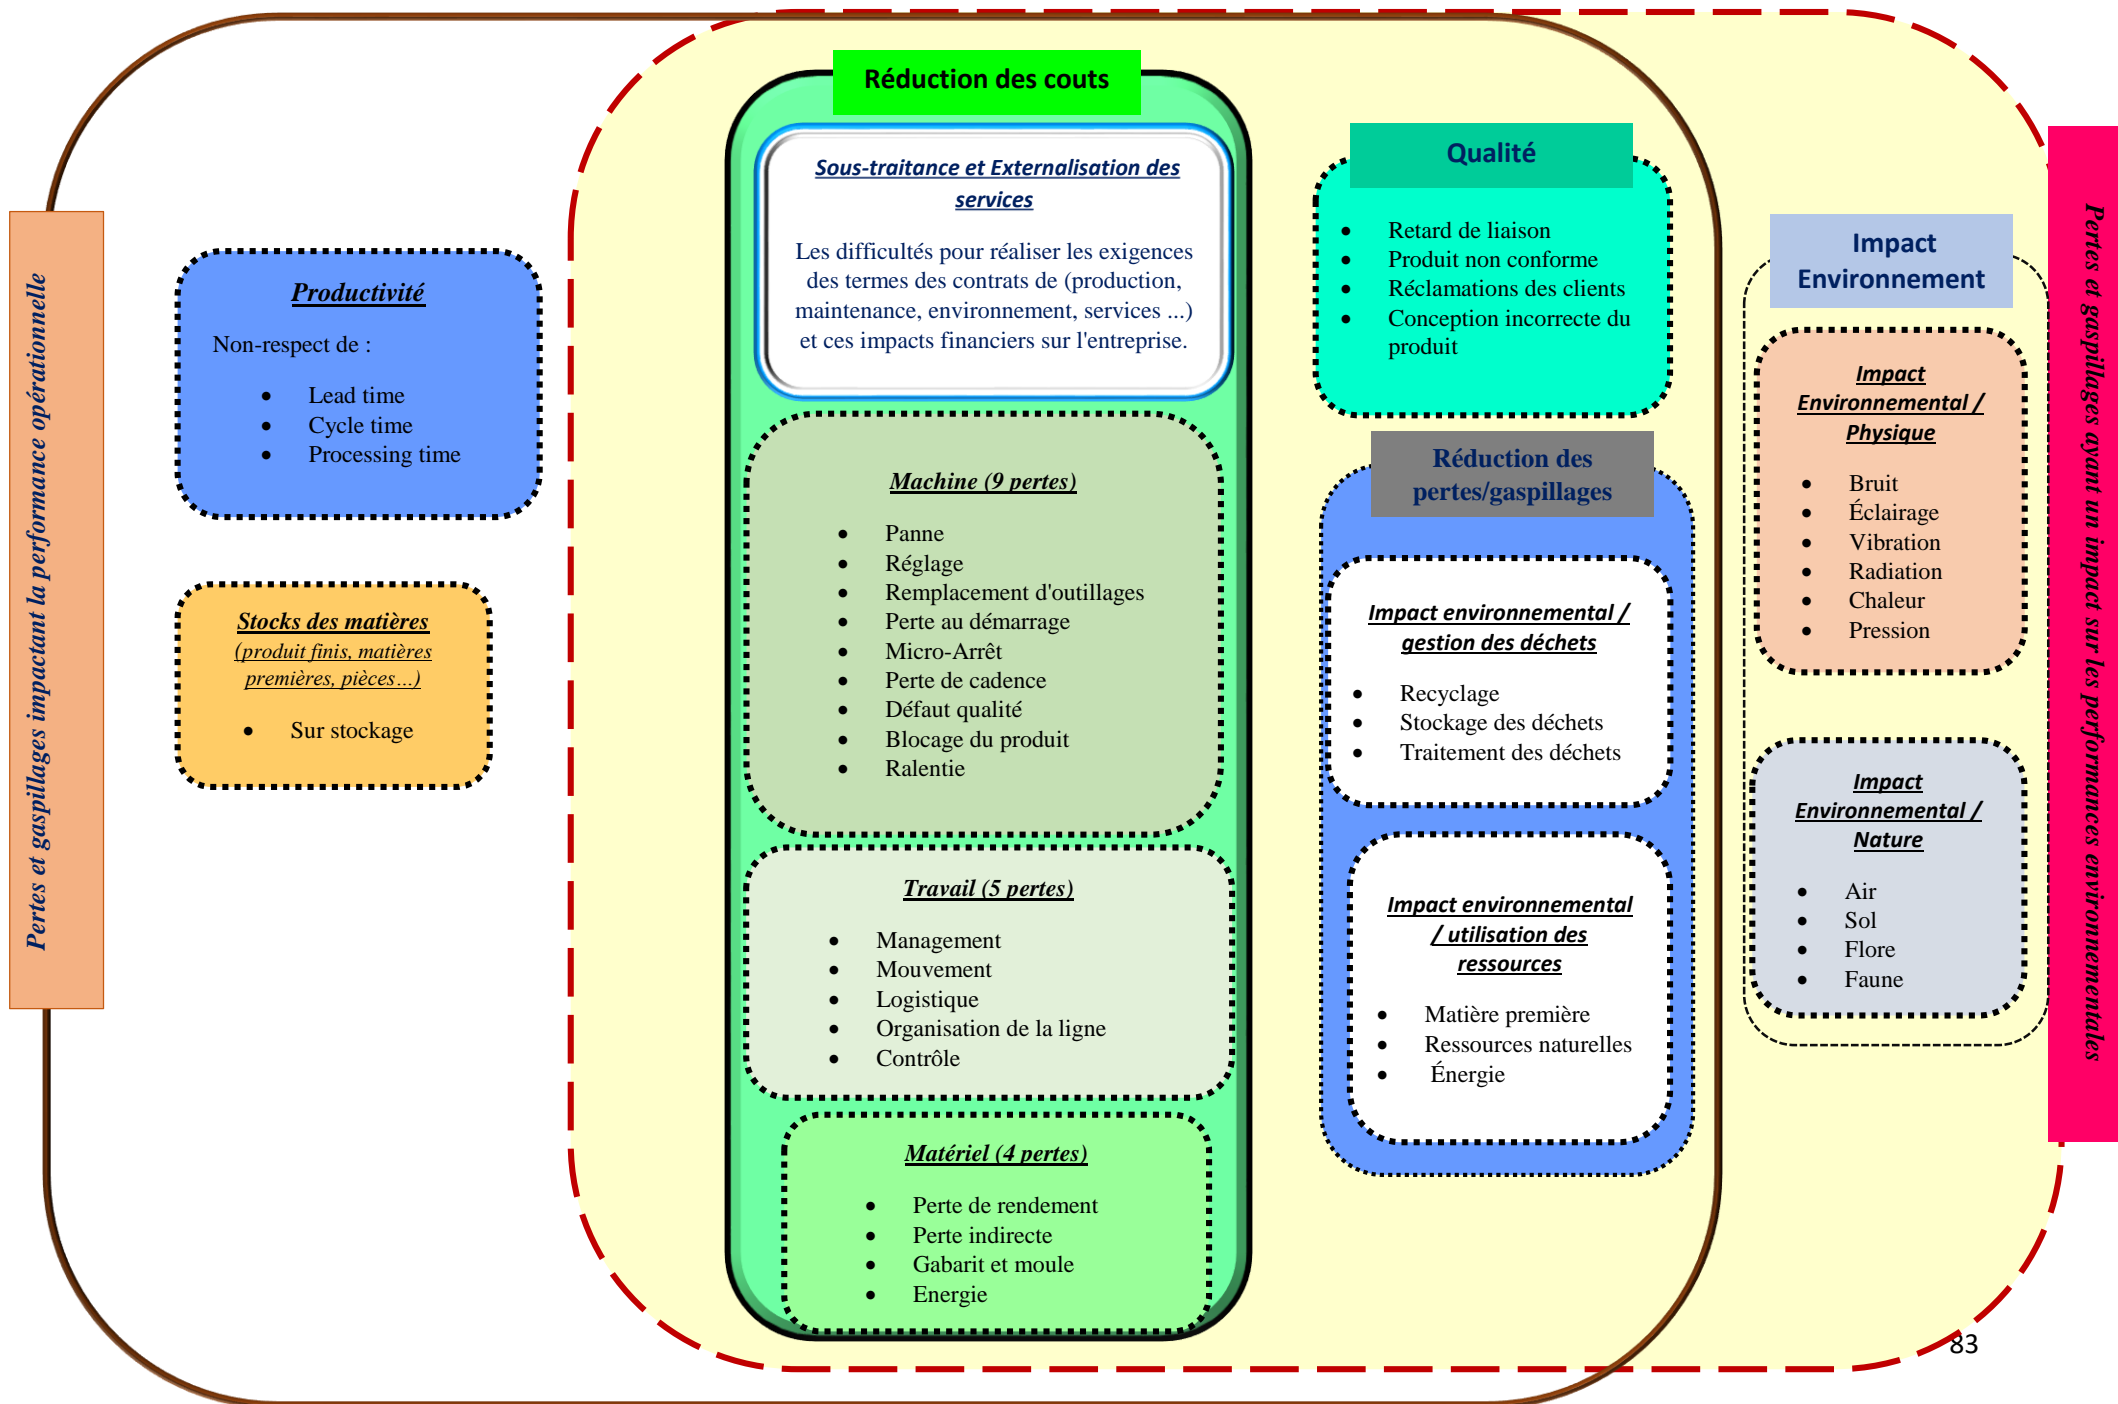 Pertes et gaspillages impactant la performance opérationnelle
Productivité
Non-respect de :
• Lead time
• Cycle time
• Processing time
Stocks des matières
(produit finis, matières
premières, pièces…)
• Sur stockage
Réduction des couts
Sous-traitance et Externalisation des
services
Les difficultés pour réaliser les exigences
des termes des contrats de (production,
maintenance, environnement, services ...)
et ces impacts financiers sur l'entreprise.
Machine (9 pertes)
• Panne
• Réglage
• Remplacement d'outillages
• Perte au démarrage
• Micro-Arrêt
• Perte de cadence
• Défaut qualité
• Blocage du produit
• Ralentie
Travail (5 pertes)
• Management
• Mouvement
• Logistique
• Organisation de la ligne
• Contrôle
Matériel (4 pertes)
• Perte de rendement
• Perte indirecte
• Gabarit et moule
• Energie
Qualité
• Retard de liaison
• Produit non conforme
• Réclamations des clients
• Conception incorrecte du
produit
Réduction des
pertes/gaspillages
Impact environnemental /
gestion des déchets
• Recyclage
• Stockage des déchets
• Traitement des déchets
Impact environnemental
/ utilisation des
ressources
• Matière première
• Ressources naturelles
• Énergie
Impact
Environnement
Impact
Environnemental /
Physique
• Bruit
• Éclairage
• Vibration
• Radiation
• Chaleur
• Pression
Impact
Environnemental /
Nature
• Air
• Sol
• Flore
• Faune
Pertes et gaspillages ayant un impact sur les performances environnementales
83